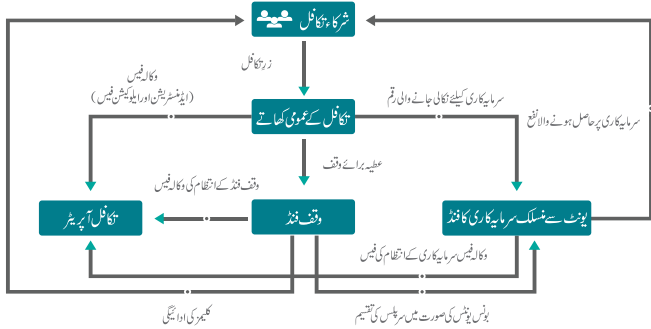 شرکاء تکافل
زرِ تکافل
وکالہ فیس
(ایڈمنسٹریشن اور ایلوکیشن فیس)
تکافل کے عمومی کھاتے
سرمایہ کاری کیلئے نکالی جانے والی رقم
سرمایہ کاری پر حاصل ہونے والا نفع
عطیہ برائے وقف
وقف فنڈ کے انتظام کی وکالہ فیس
یونٹ سے منسلک سرمایہ کاری کا فنڈ
وقف فنڈ
تکافل آپریٹر
وکالہ فیس سرمایہ کاری کے انتظام کی فیس
کلیمز کی ادائیگی
بونس یونٹس کی صورت میں سرپلس کی تقسیم